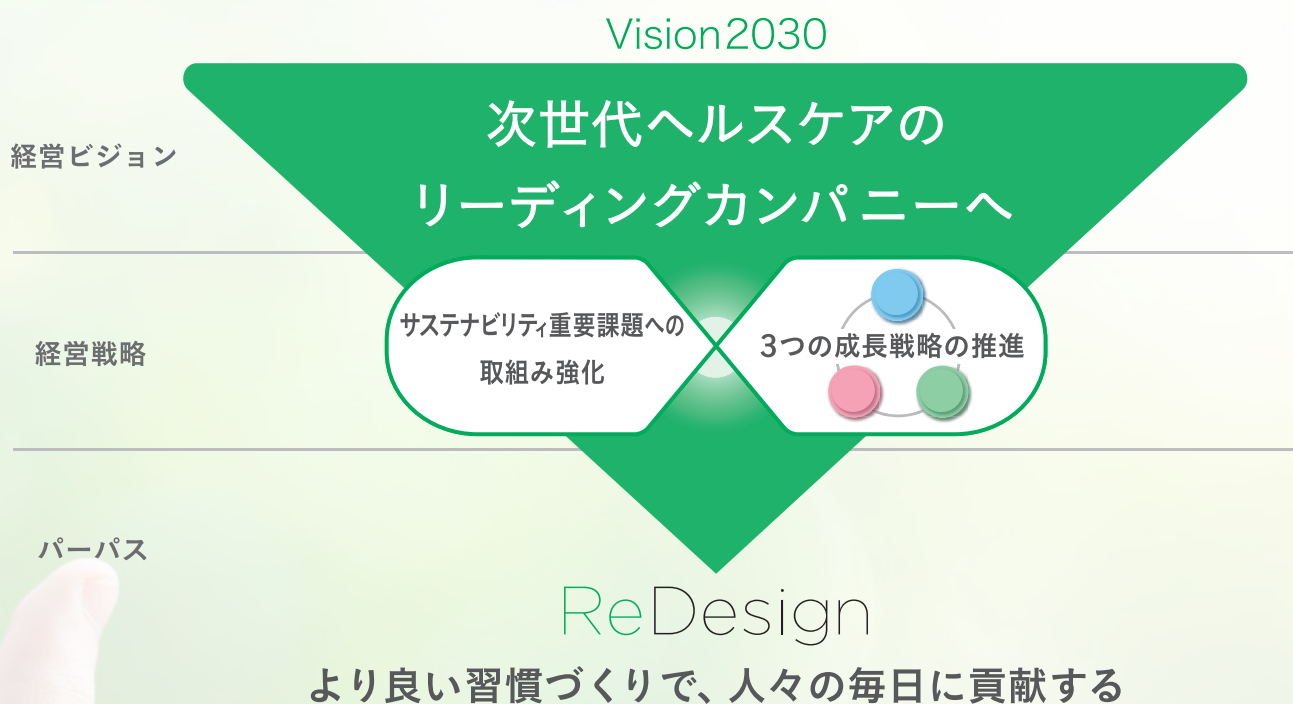 Vision2030
次世代ヘルスケアの
リーディングカンパニーへ
経営ビジョン
経営戦略
サステナビリティ重要課題への
取組み強化
3つの成長戦略の推進
パーパス
ReDesign
より良い習慣づくりで、人々の毎日に貢献する